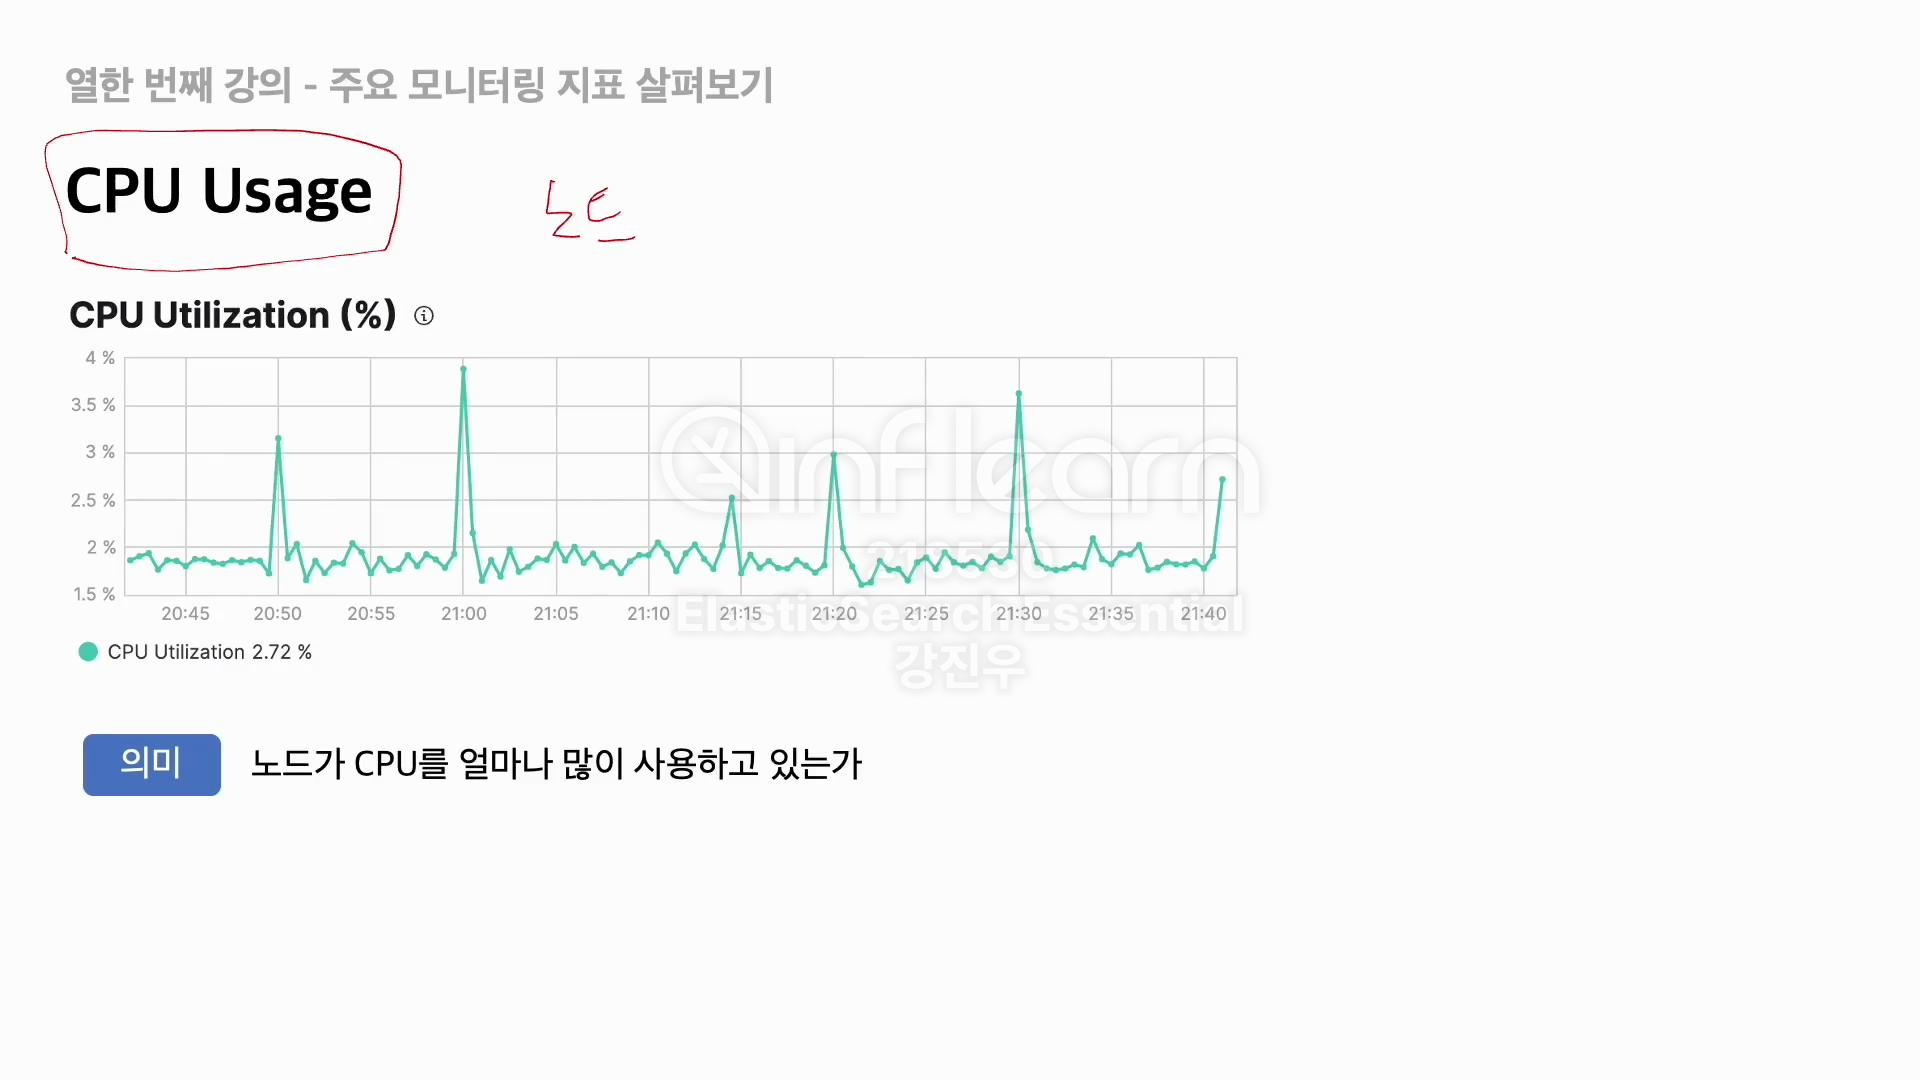 열한 번째 강의 - 주요 모니터링 지표 살펴보기
CPU Usage
노드
CPU Utilization (%)
4 %
3.5 %
3 %
2.5 %
2 %
1.5 %
20:45 20:50 20:55 21:00 21:05 21:10 21:15 21:20 21:25 21:30 21:35 21:40
CPU Utilization 2.72 %
inflearn
218530
ElasticSearch Essential
강진우
의미 노드가 CPU를 얼마나 많이 사용하고 있는가